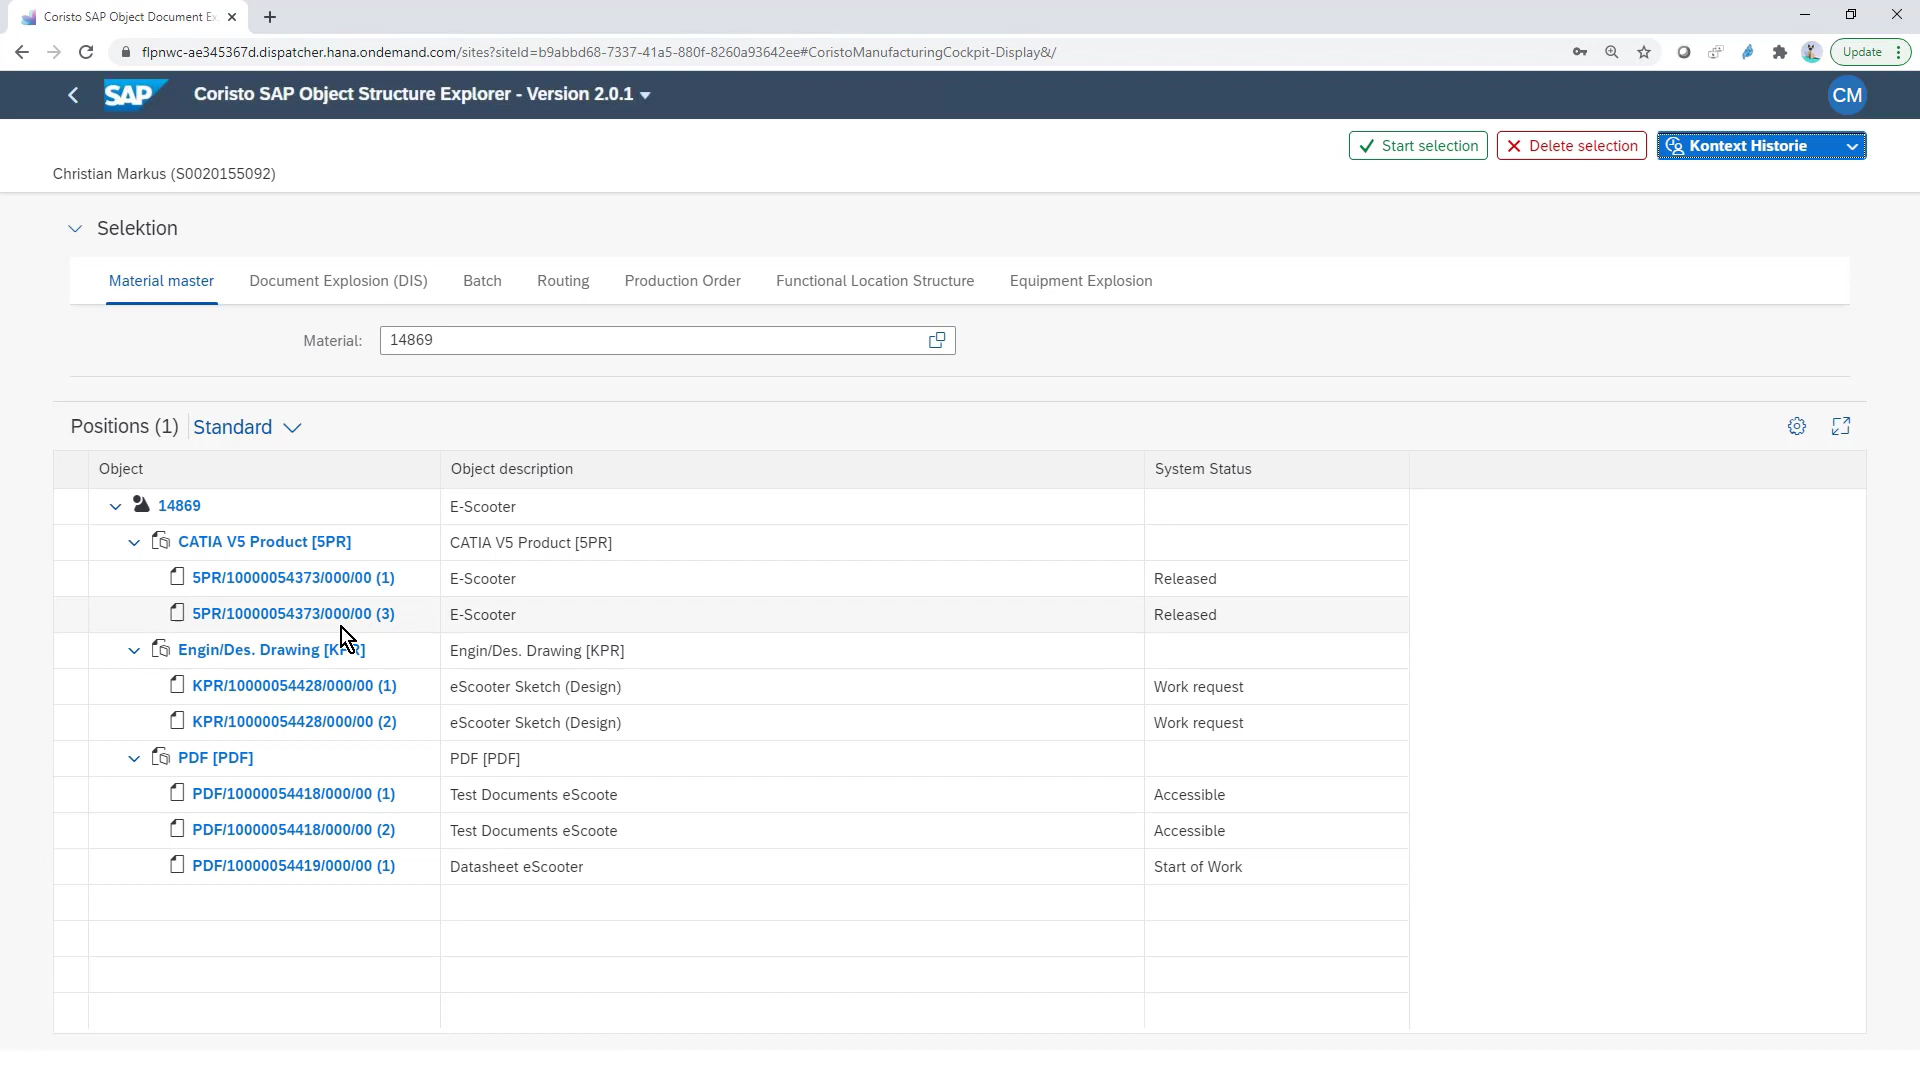 Coristo SAP Object Document Ex
flpnwc-ae345367d.dispatcher.hana.ondemand.com/sites?siteId=b9abbd68-7337-41a5-880f-8260a93642ee#CoristoManufacturingCockpit-Display&/
Update
SAP
Coristo SAP Object Structure Explorer - Version 2.0.1
CM
Start selection
Delete selection
Kontext Historie
Christian Markus (S0020155092)
Selektion
Material master
Document Explosion (DIS)
Batch
Routing
Production Order
Functional Location Structure
Equipment Explosion
Material:
14869
Positions (1)
Standard
Object
Object description
System Status
14869
E-Scooter
CATIA V5 Product [5PR]
CATIA V5 Product [5PR]
5PR/10000054373/000/00 (1)
E-Scooter
Released
5PR/10000054373/000/00 (3)
E-Scooter
Released
Engin/Des. Drawing [KPR]
Engin/Des. Drawing [KPR]
KPR/10000054428/000/00 (1)
eScooter Sketch (Design)
Work request
KPR/10000054428/000/00 (2)
eScooter Sketch (Design)
Work request
PDF [PDF]
PDF [PDF]
PDF/10000054418/000/00 (1)
Test Documents eScoote
Accessible
PDF/10000054418/000/00 (2)
Test Documents eScoote
Accessible
PDF/10000054419/000/00 (1)
Datasheet eScooter
Start of Work